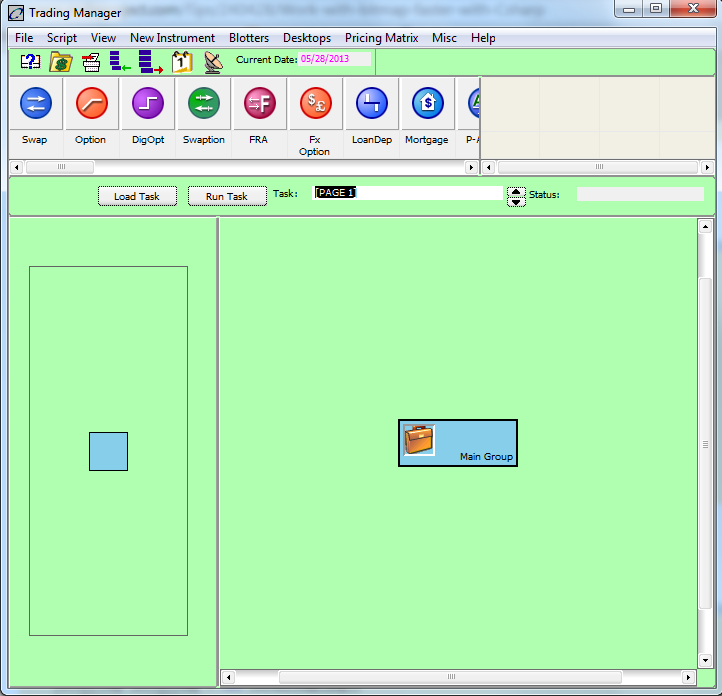 Trading Manager
File Script View New Instrument Blotters Desktops Pricing Matrix Misc Help
?
$
1
Current Date: 05/28/2013
$£
F
$
Swap Option DigOpt Swaption FRA Fx Option LoanDep Mortgage P-A
Load Task Run Task Task: [PAGE 1] Status:
Main Group